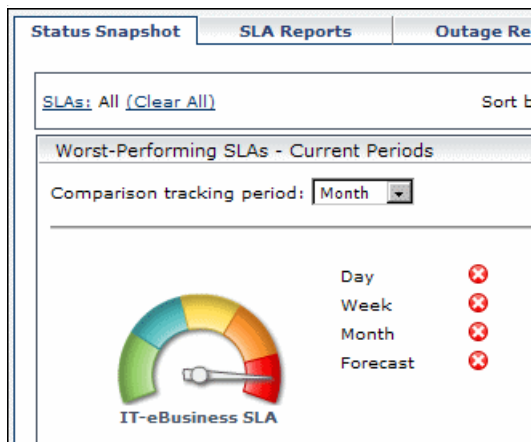 Status Snapshot SLA Reports Outage Re
SLAs: All (Clear All) Sort b
Worst-Performing SLAs - Current Periods
Comparison tracking period: Month
Day
Week
Month
Forecast
IT-eBusiness SLA